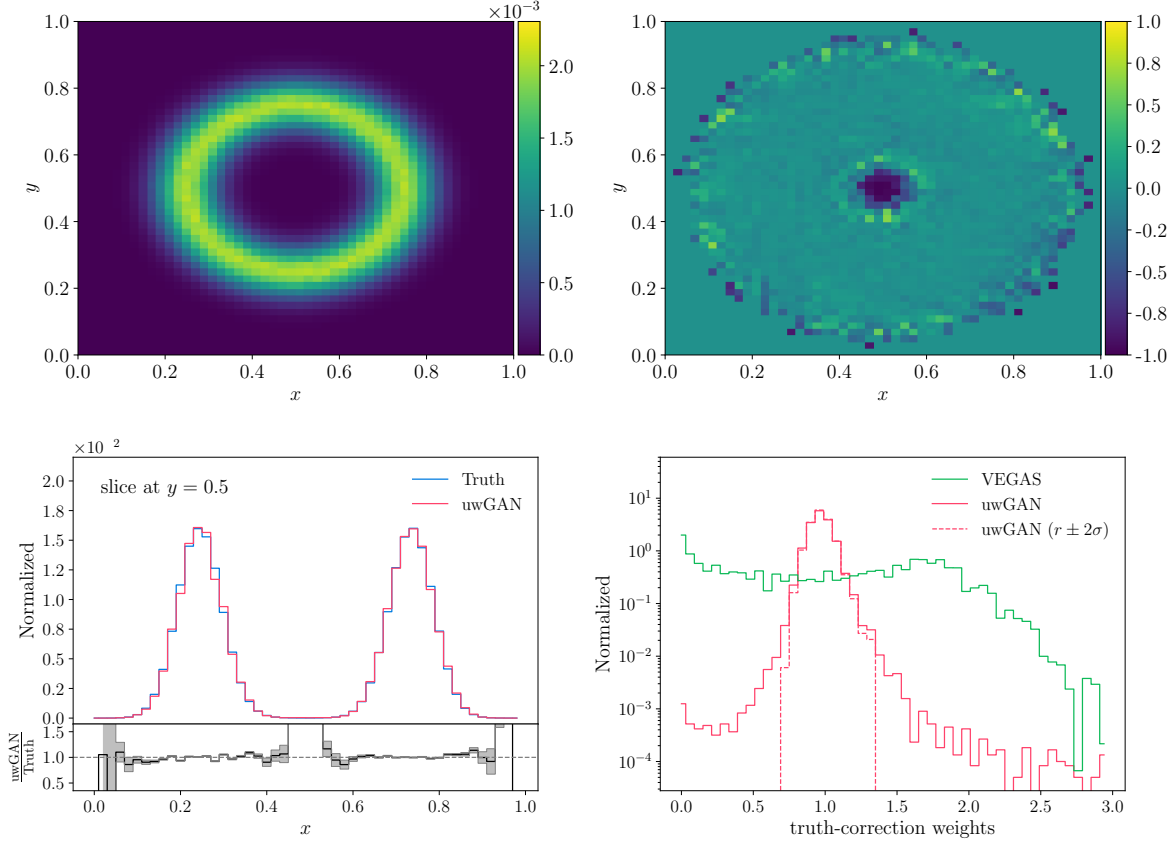 ×10⁻³
1.0
0.8
0.6
0.4
0.2
0.0
y
0.0 0.2 0.4 0.6 0.8 1.0
x
2.0
1.5
1.0
0.5
0.0
1.0
0.8
0.6
0.4
0.2
0.0
y
0.0 0.2 0.4 0.6 0.8 1.0
x
1.0
0.8
0.5
0.2
0.0
-0.2
-0.5
-0.8
-1.0
×10 2
slice at y = 0.5
Truth
uwGAN
Normalized
2.0
1.8
1.5
1.2
1.0
0.8
0.5
0.2
0.0
uwGAN
Truth
1.5
1.0
0.5
0.0 0.2 0.4 0.6 0.8 1.0
x
VEGAS
uwGAN
uwGAN (r ± 2σ)
Normalized
10¹
10⁰
10⁻¹
10⁻²
10⁻³
10⁻⁴
0.0 0.5 1.0 1.5 2.0 2.5 3.0
truth-correction weights